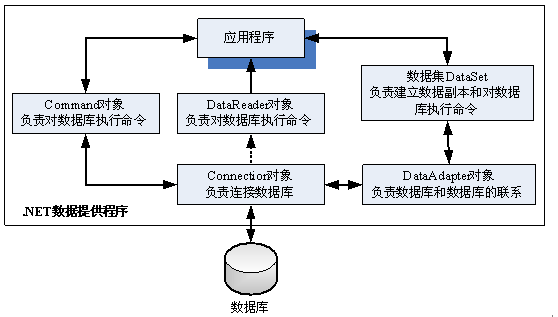 应用程序
数据集DataSet
负责建立数据副本和对数据
库执行命令
Command对象
负责对数据库执行命令
DataReader对象
负责对数据库执行命令
Connection对象
负责连接数据库
DataAdapter对象
负责数据库和数据库的联系
.NET数据提供程序
数据库